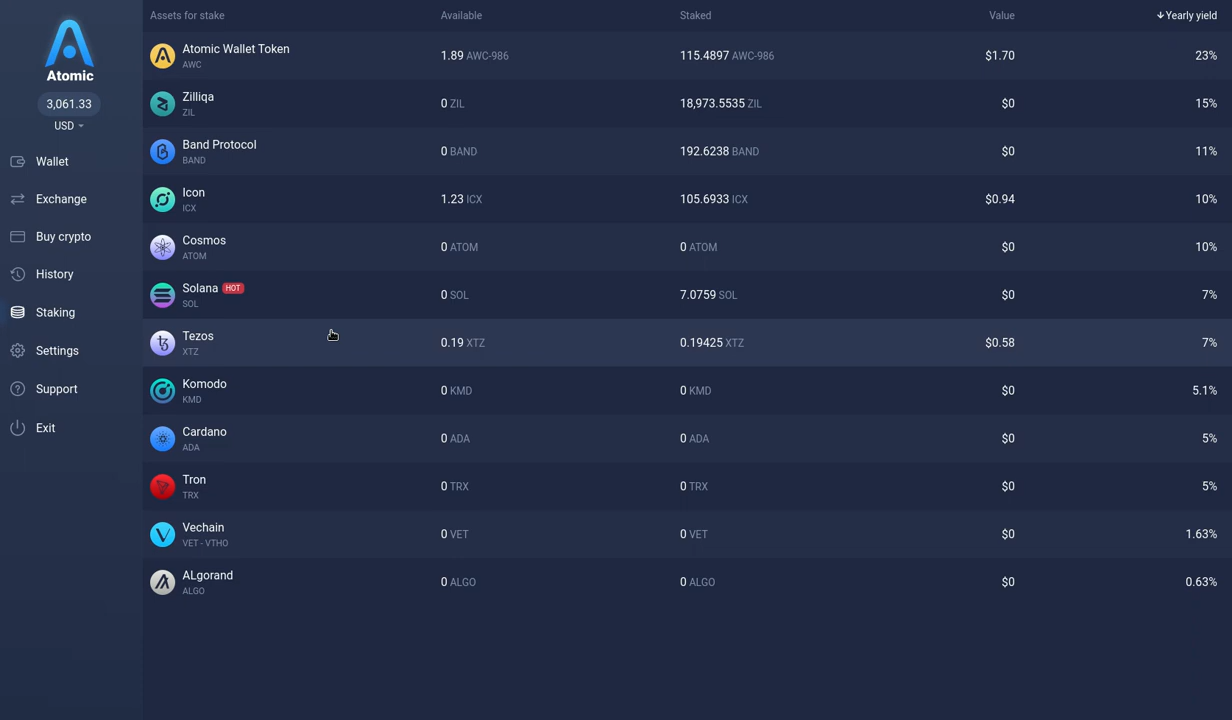 Atomic
3,061.33
USD
Wallet
Exchange
Buy crypto
History
Staking
Settings
Support
Exit
Assets for stake Available Staked Value Yearly yield
Atomic Wallet Token 1.89 AWC-986 115.4897 AWC-986 $1.70 23%
AWC
Zilliqa 0 ZIL 18,973.5535 ZIL $0 15%
ZIL
Band Protocol 0 BAND 192.6238 BAND $0 11%
BAND
Icon 1.23 ICX 105.6933 ICX $0.94 10%
ICX
Cosmos 0 ATOM 0 ATOM $0 10%
ATOM
Solana HOT 0 SOL 7.0759 SOL $0 7%
SOL
Tezos 0.19 XTZ 0.19425 XTZ $0.58 7%
XTZ
Komodo 0 KMD 0 KMD $0 5.1%
KMD
Cardano 0 ADA 0 ADA $0 5%
ADA
Tron 0 TRX 0 TRX $0 5%
TRX
Vechain 0 VET 0 VET $0 1.63%
VET - VTHO
ALgorand 0 ALGO 0 ALGO $0 0.63%
ALGO